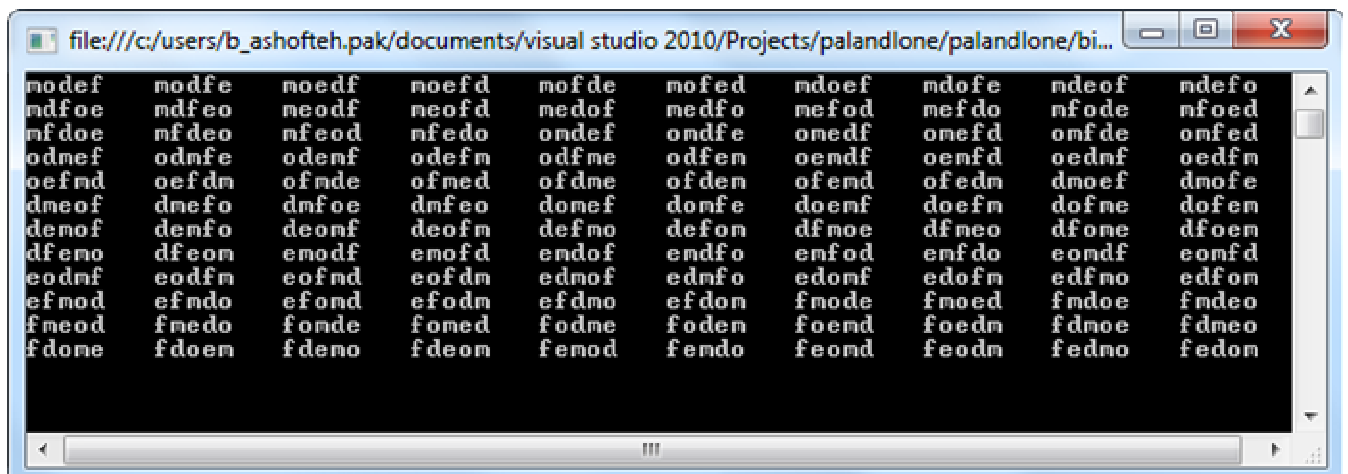 file:///c:/users/b_ashofteh.pak/documents/visual studio 2010/Projects/palandlone/palandlone/bi...
modef modfe moedf moefd mofde mofed mdoef mdofe mdeof mdefo
mdfoe mdfeo meodf meofd medof medfo mefod mefdo mfode mfoed
mfdoe mfdeo mfeod mfedo omdef omdfe omedf omefd omfde omfed
odmef odmfe odemf odefm odfme odfem oemdf oemfd oedmf oedfm
oefmd oefdm ofmde ofmed ofdme ofdem ofemd ofedm dmoef dmofe
dmeof dmefo dmfoe dmfeo domef domfe doemf doefm dofme dofem
demof demfo deomf deofm defmo defom dfmoe dfmeo dfome dfoem
dfemo dfeom emodf emofd emdof emdfo emfod emfdo eomdf eomfd
eodmf eodfm eofmd eofdm edmof edmfo edomf edofm edfmo edfom
efmod efmdo efomd efodm efdmo efdom fmode fmoed fmdoe fmdeo
fmeod fmedo fomde fomed fodme fodem foemd foedm fdmoe fdmeo
fdome fdoem fdemo fdeom femod femdo feomd feodm fedmo fedom